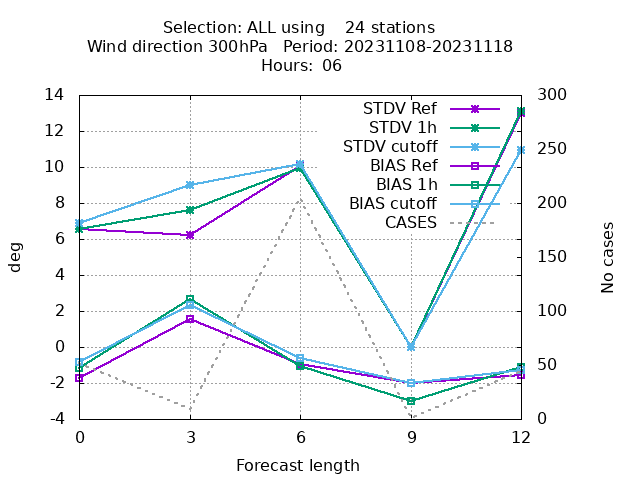 Selection: ALL using    24 stations
Wind direction 300hPa   Period: 20231108-20231118
Hours: 06
14
12
10
8
6
4
2
0
-2
-4
deg
300
250
200
150
100
50
0
No cases
STDV Ref
STDV 1h
STDV cutoff
BIAS Ref
BIAS 1h
BIAS cutoff
CASES
0 3 6 9 12
Forecast length